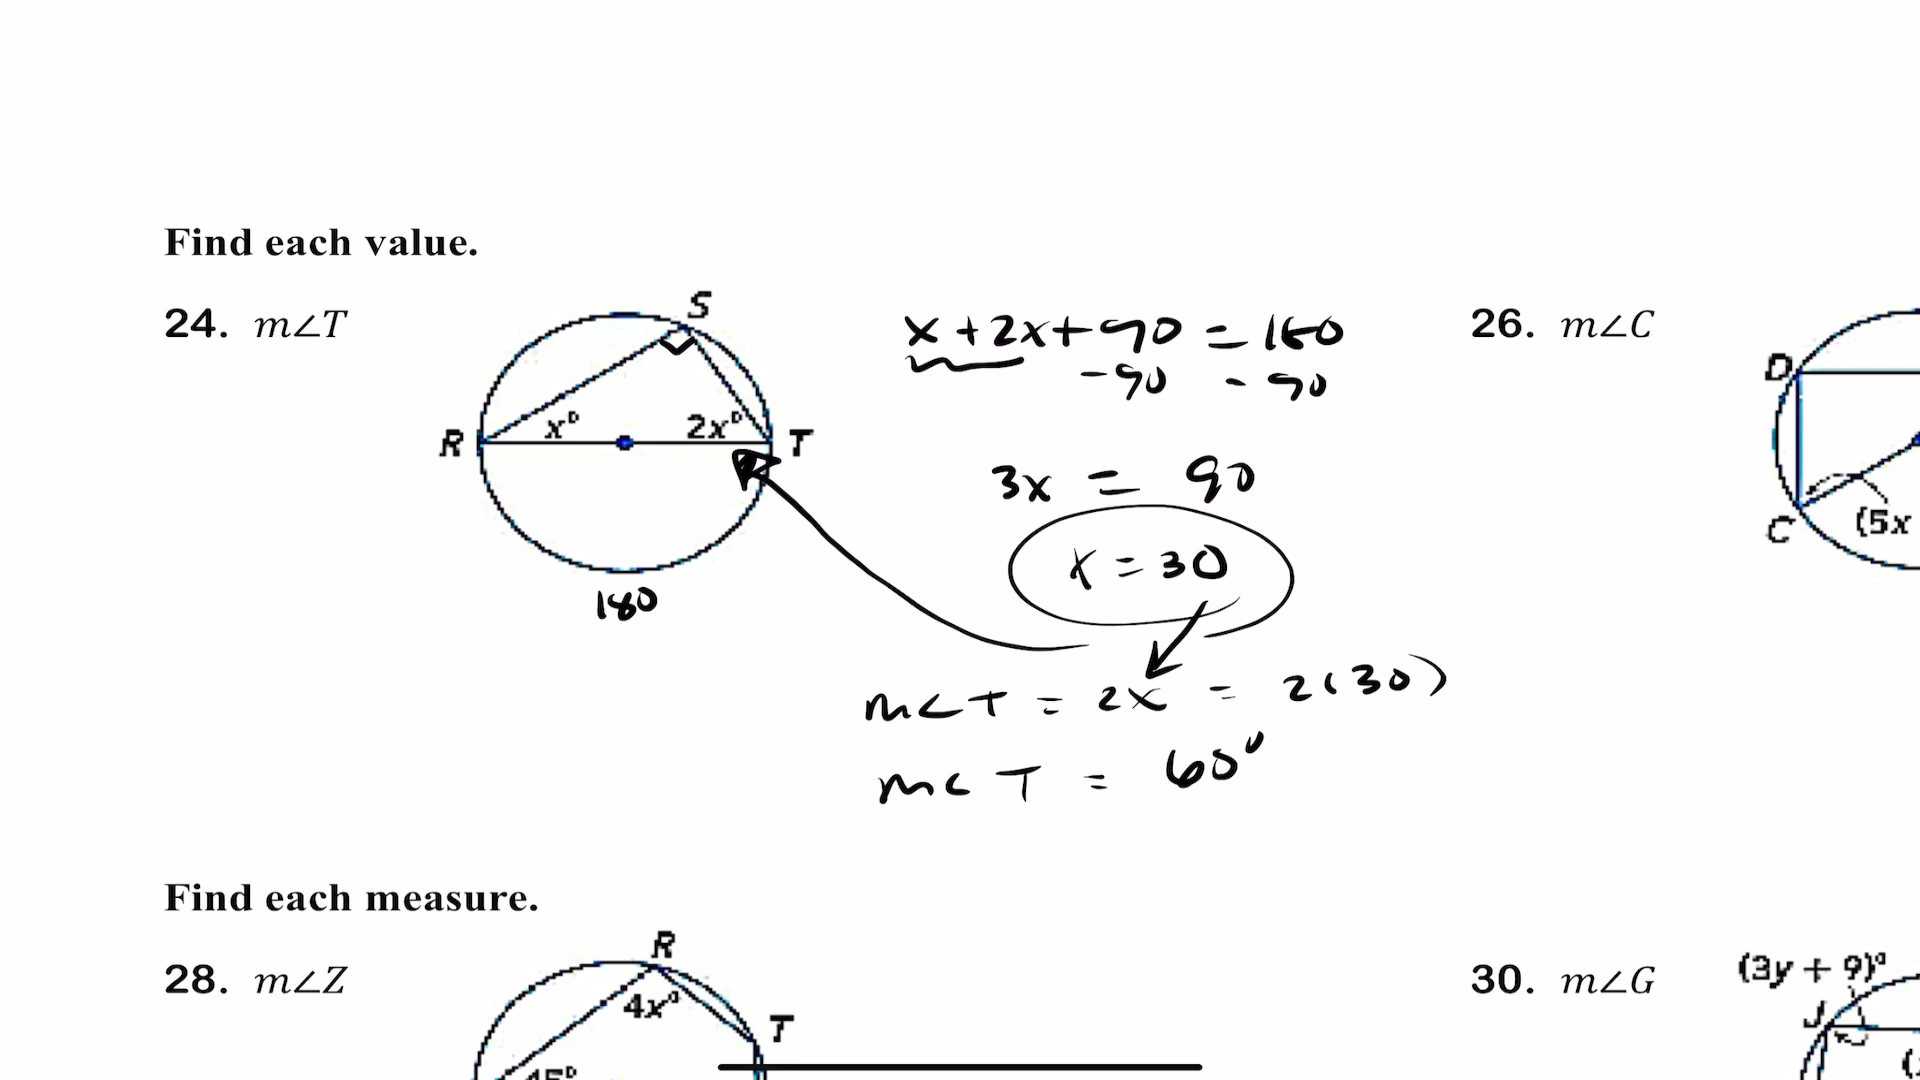 Find each value.
24. m∠T
S
R
x°
2x°
T
180
x + 2x + 90 = 180
-90 - 90
3x = 90
x = 30
m∠T = 2x = 2(30)
m∠T = 60°
26. m∠C
D
C
(5x
Find each measure.
28. m∠Z
R
4x°
T
45°
30. m∠G
(3y + 9)°
J
(